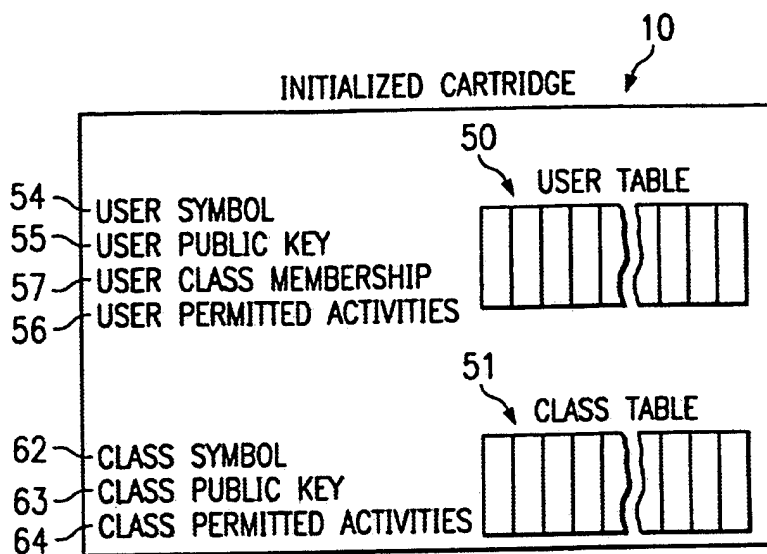 10
INITIALIZED CARTRIDGE
50
USER TABLE
54 USER SYMBOL
55 USER PUBLIC KEY
57 USER CLASS MEMBERSHIP
56 USER PERMITTED ACTIVITIES
51
CLASS TABLE
62 CLASS SYMBOL
63 CLASS PUBLIC KEY
64 CLASS PERMITTED ACTIVITIES